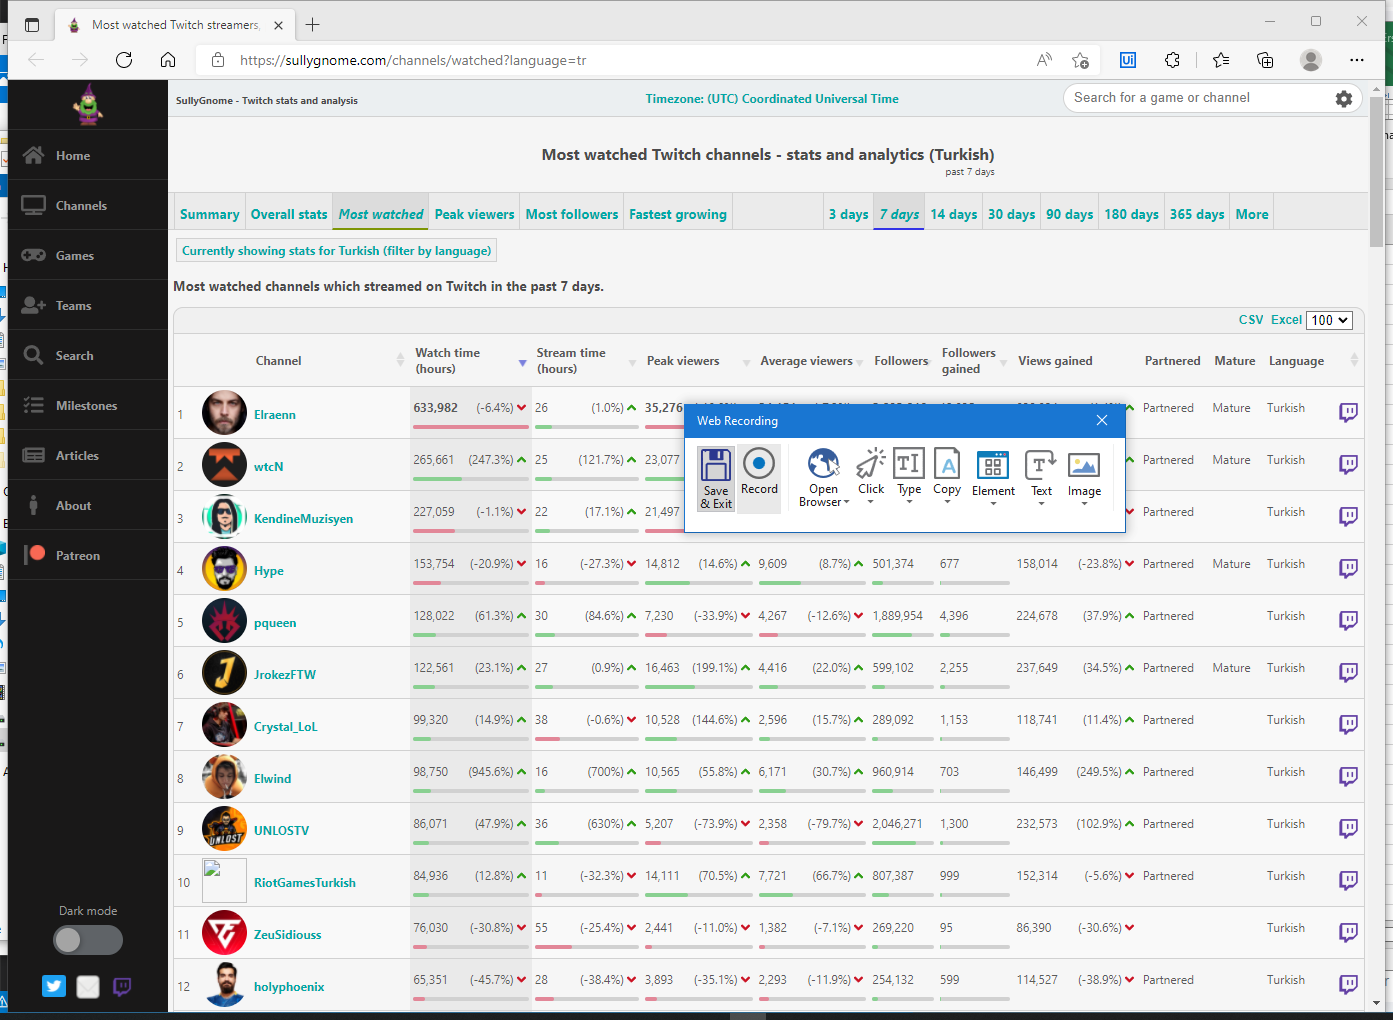 Most watched Twitch streamers,
https://sullygnome.com/channels/watched?language=tr
SullyGnome - Twitch stats and analysis
Timezone: (UTC) Coordinated Universal Time
Search for a game or channel
Home
Channels
Games
Teams
Search
Milestones
Articles
About
Patreon
Dark mode
Most watched Twitch channels - stats and analytics (Turkish)
past 7 days
Summary Overall stats Most watched Peak viewers Most followers Fastest growing 3 days 7 days 14 days 30 days 90 days 180 days 365 days More
Currently showing stats for Turkish (filter by language)
Most watched channels which streamed on Twitch in the past 7 days.
CSV Excel 100
Channel Watch time (hours) Stream time (hours) Peak viewers Average viewers Followers Followers gained Views gained Partnered Mature Language
1 Elraenn 633,982 (-6.4%) 26 (1.0%) 35,276 Partnered Mature Turkish
2 wtcN 265,661 (247.3%) 25 (121.7%) 23,077 Partnered Mature Turkish
3 KendineMuzisyen 227,059 (-1.1%) 22 (17.1%) 21,497 Partnered Turkish
4 Hype 153,754 (-20.9%) 16 (-27.3%) 14,812 (14.6%) 9,609 (8.7%) 501,374 677 158,014 (-23.8%) Partnered Mature Turkish
5 pqueen 128,022 (61.3%) 30 (84.6%) 7,230 (-33.9%) 4,267 (-12.6%) 1,889,954 4,396 224,678 (37.9%) Partnered Turkish
6 JrokezFTW 122,561 (23.1%) 27 (0.9%) 16,463 (199.1%) 4,416 (22.0%) 599,102 2,255 237,649 (34.5%) Partnered Mature Turkish
7 Crystal_LoL 99,320 (14.9%) 38 (-0.6%) 10,528 (144.6%) 2,596 (15.7%) 289,092 1,153 118,741 (11.4%) Partnered Turkish
8 Elwind 98,750 (945.6%) 16 (700%) 10,565 (55.8%) 6,171 (30.7%) 960,914 703 146,499 (249.5%) Partnered Turkish
9 UNLOSTV 86,071 (47.9%) 36 (630%) 5,207 (-73.9%) 2,358 (-79.7%) 2,046,271 1,300 232,573 (102.9%) Partnered Turkish
10 RiotGamesTurkish 84,936 (12.8%) 11 (-32.3%) 14,111 (70.5%) 7,721 (66.7%) 807,387 999 152,314 (-5.6%) Partnered Turkish
11 ZeuSidiouss 76,030 (-30.8%) 55 (-25.4%) 2,441 (-11.0%) 1,382 (-7.1%) 269,220 95 86,390 (-30.6%) Turkish
12 holyphoenix 65,351 (-45.7%) 28 (-38.4%) 3,893 (-35.1%) 2,293 (-11.9%) 254,132 599 114,527 (-38.9%) Partnered Turkish
Web Recording
Save & Exit
Record
Open Browser
Click
Type
Copy
Element
Text
Image